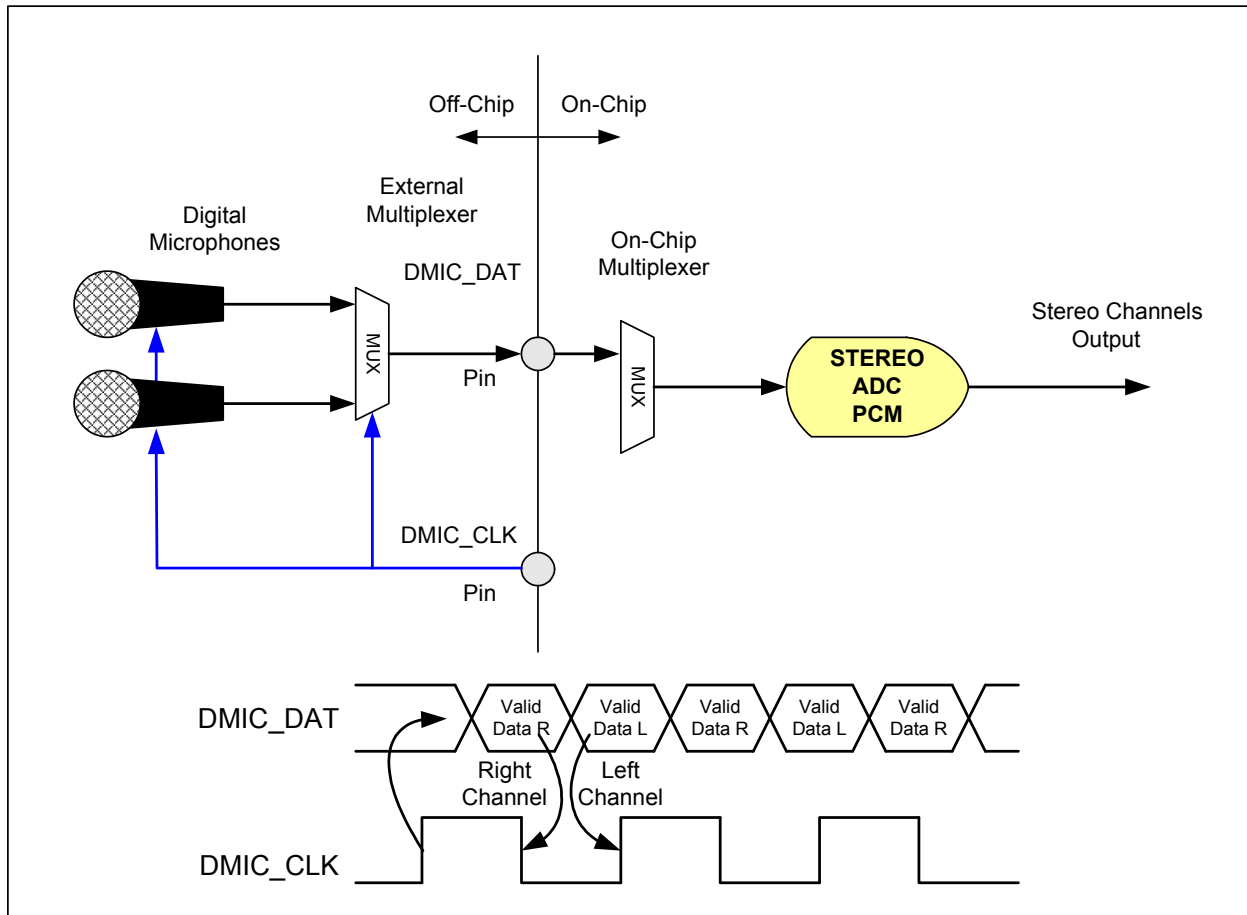 Off-Chip
On-Chip
External
Multiplexer
Digital
Microphones
On-Chip
Multiplexer
DMIC_DAT
Stereo Channels
Output
MUX
Pin
MUX
STEREO
ADC
PCM
DMIC_CLK
Pin
DMIC_DAT
Valid
Data R
Valid
Data L
Valid
Data R
Valid
Data L
Valid
Data R
Right
Channel
Left
Channel
DMIC_CLK